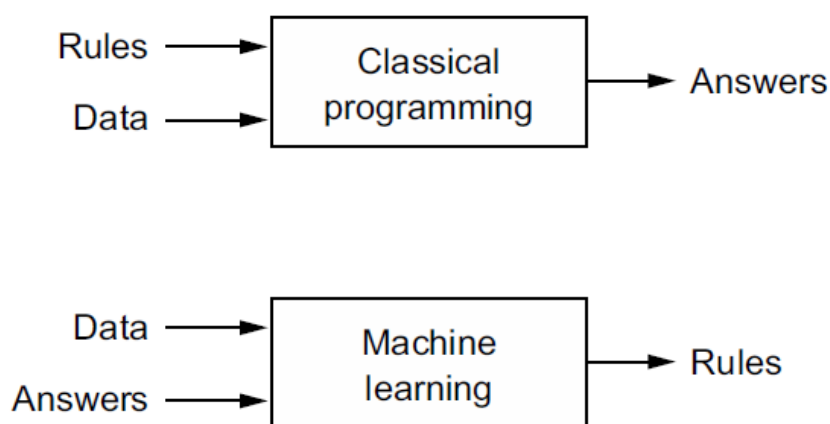 Rules
Data
Classical
programming
Answers
Data
Answers
Machine
learning
Rules